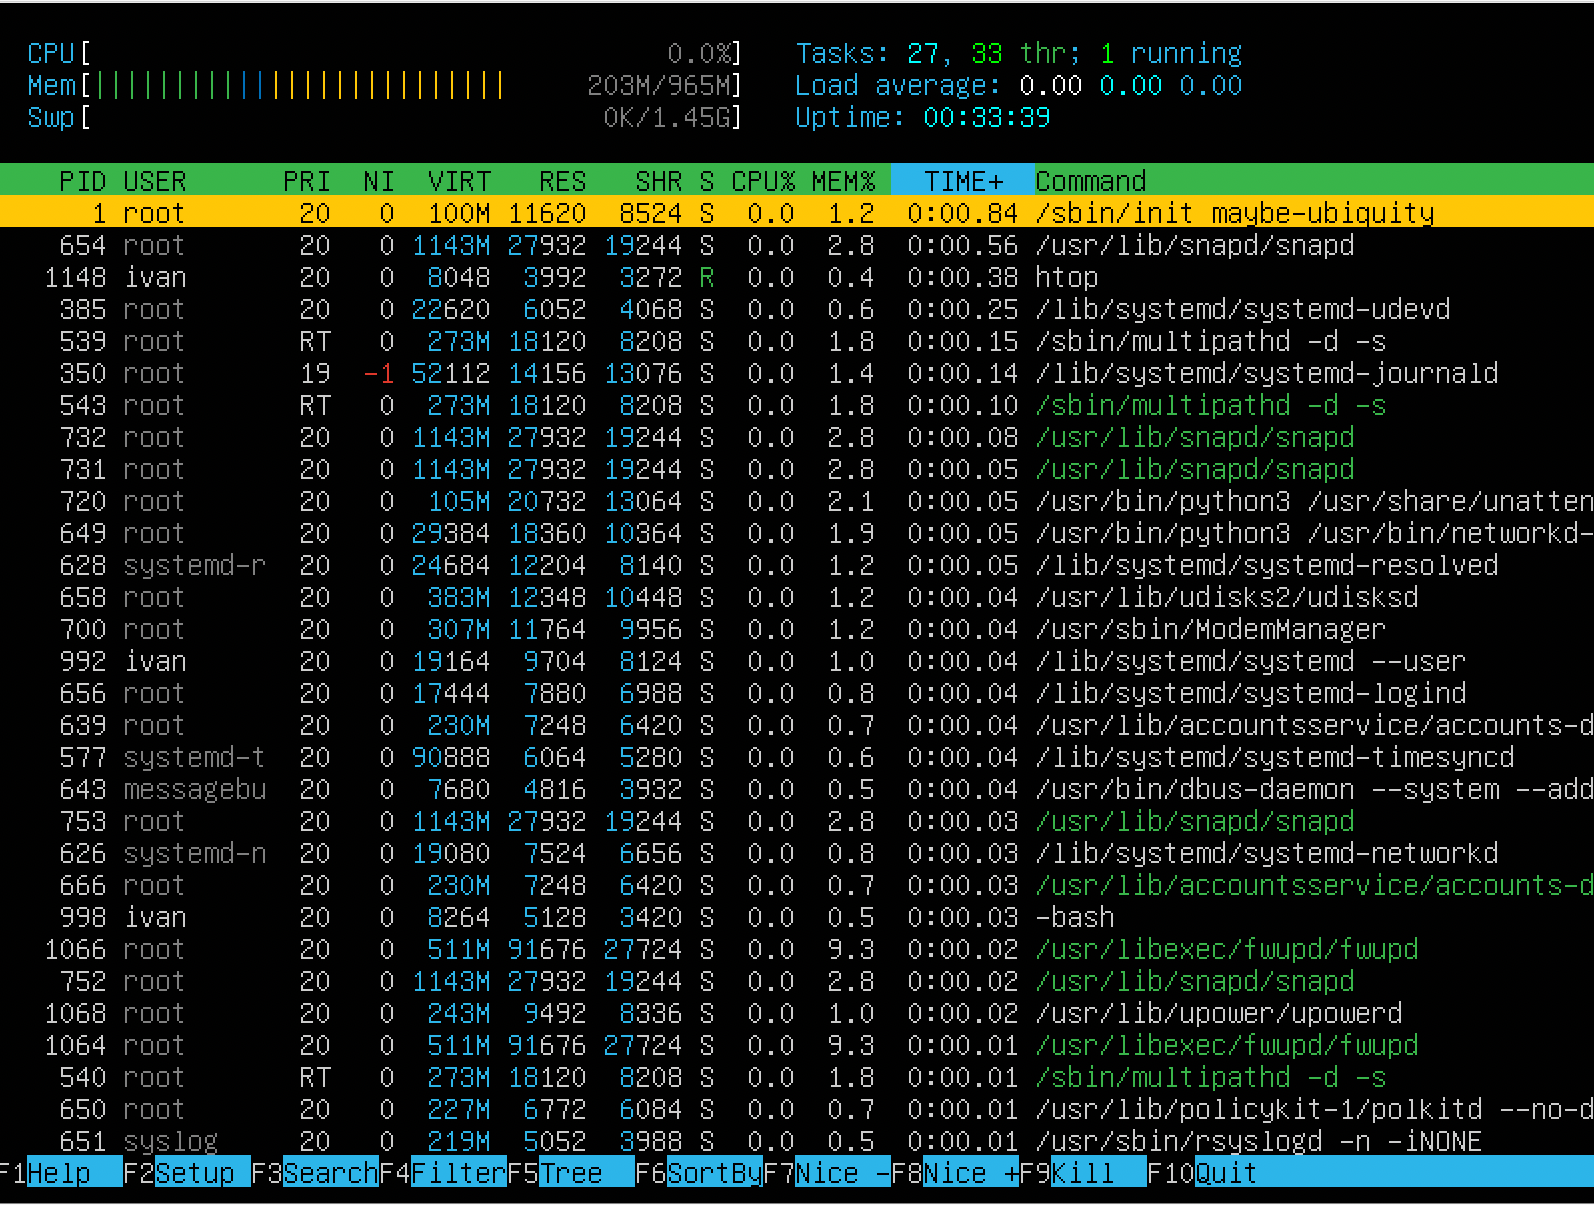 CPU[ 0.0%] Tasks: 27, 33 thr; 1 running
Mem[||||||||||||||||||||||||||203M/965M] Load average: 0.00 0.00 0.00
Swp[ 0K/1.45G] Uptime: 00:33:39
PID USER PRI NI VIRT RES SHR S CPU% MEM% TIME+ Command
1 root 20 0 100M 11620 8524 S 0.0 1.2 0:00.84 /sbin/init maybe-ubiquity
654 root 20 0 1143M 27932 19244 S 0.0 2.8 0:00.56 /usr/lib/snapd/snapd
1148 ivan 20 0 8048 3992 3272 R 0.0 0.4 0:00.38 htop
385 root 20 0 22620 6052 4068 S 0.0 0.6 0:00.25 /lib/systemd/systemd-udevd
539 root RT 0 273M 18120 8208 S 0.0 1.8 0:00.15 /sbin/multipathd -d -s
350 root 19 -1 52112 14156 13076 S 0.0 1.4 0:00.14 /lib/systemd/systemd-journald
543 root RT 0 273M 18120 8208 S 0.0 1.8 0:00.10 /sbin/multipathd -d -s
732 root 20 0 1143M 27932 19244 S 0.0 2.8 0:00.08 /usr/lib/snapd/snapd
731 root 20 0 1143M 27932 19244 S 0.0 2.8 0:00.05 /usr/lib/snapd/snapd
720 root 20 0 105M 20732 13064 S 0.0 2.1 0:00.05 /usr/bin/python3 /usr/share/unatten
649 root 20 0 29384 18360 10364 S 0.0 1.9 0:00.05 /usr/bin/python3 /usr/bin/networkd-
628 systemd-r 20 0 24684 12204 8140 S 0.0 1.2 0:00.05 /lib/systemd/systemd-resolved
658 root 20 0 383M 12348 10448 S 0.0 1.2 0:00.04 /usr/lib/udisks2/udisksd
700 root 20 0 307M 11764 9956 S 0.0 1.2 0:00.04 /usr/sbin/ModemManager
992 ivan 20 0 19164 9704 8124 S 0.0 1.0 0:00.04 /lib/systemd/systemd --user
656 root 20 0 17444 7880 6988 S 0.0 0.8 0:00.04 /lib/systemd/systemd-logind
639 root 20 0 230M 7248 6420 S 0.0 0.7 0:00.04 /usr/lib/accountsservice/accounts-d
577 systemd-t 20 0 90888 6064 5280 S 0.0 0.6 0:00.04 /lib/systemd/systemd-timesyncd
643 messagebu 20 0 7680 4816 3932 S 0.0 0.5 0:00.04 /usr/bin/dbus-daemon --system --add
753 root 20 0 1143M 27932 19244 S 0.0 2.8 0:00.03 /usr/lib/snapd/snapd
626 systemd-n 20 0 19080 7524 6656 S 0.0 0.8 0:00.03 /lib/systemd/systemd-networkd
666 root 20 0 230M 7248 6420 S 0.0 0.7 0:00.03 /usr/lib/accountsservice/accounts-d
998 ivan 20 0 8264 5128 3420 S 0.0 0.5 0:00.03 -bash
1066 root 20 0 511M 91676 27724 S 0.0 9.3 0:00.02 /usr/libexec/fwupd/fwupd
752 root 20 0 1143M 27932 19244 S 0.0 2.8 0:00.02 /usr/lib/snapd/snapd
1068 root 20 0 243M 9492 8336 S 0.0 1.0 0:00.02 /usr/lib/upower/upowerd
1064 root 20 0 511M 91676 27724 S 0.0 9.3 0:00.01 /usr/libexec/fwupd/fwupd
540 root RT 0 273M 18120 8208 S 0.0 1.8 0:00.01 /sbin/multipathd -d -s
650 root 20 0 227M 6772 6084 S 0.0 0.7 0:00.01 /usr/lib/policykit-1/polkitd --no-d
651 syslog 20 0 219M 5052 3988 S 0.0 0.5 0:00.01 /usr/sbin/rsyslogd -n -iNONE
F1Help F2Setup F3SearchF4FilterF5Tree F6SortByF7Nice -F8Nice +F9Kill F10Quit